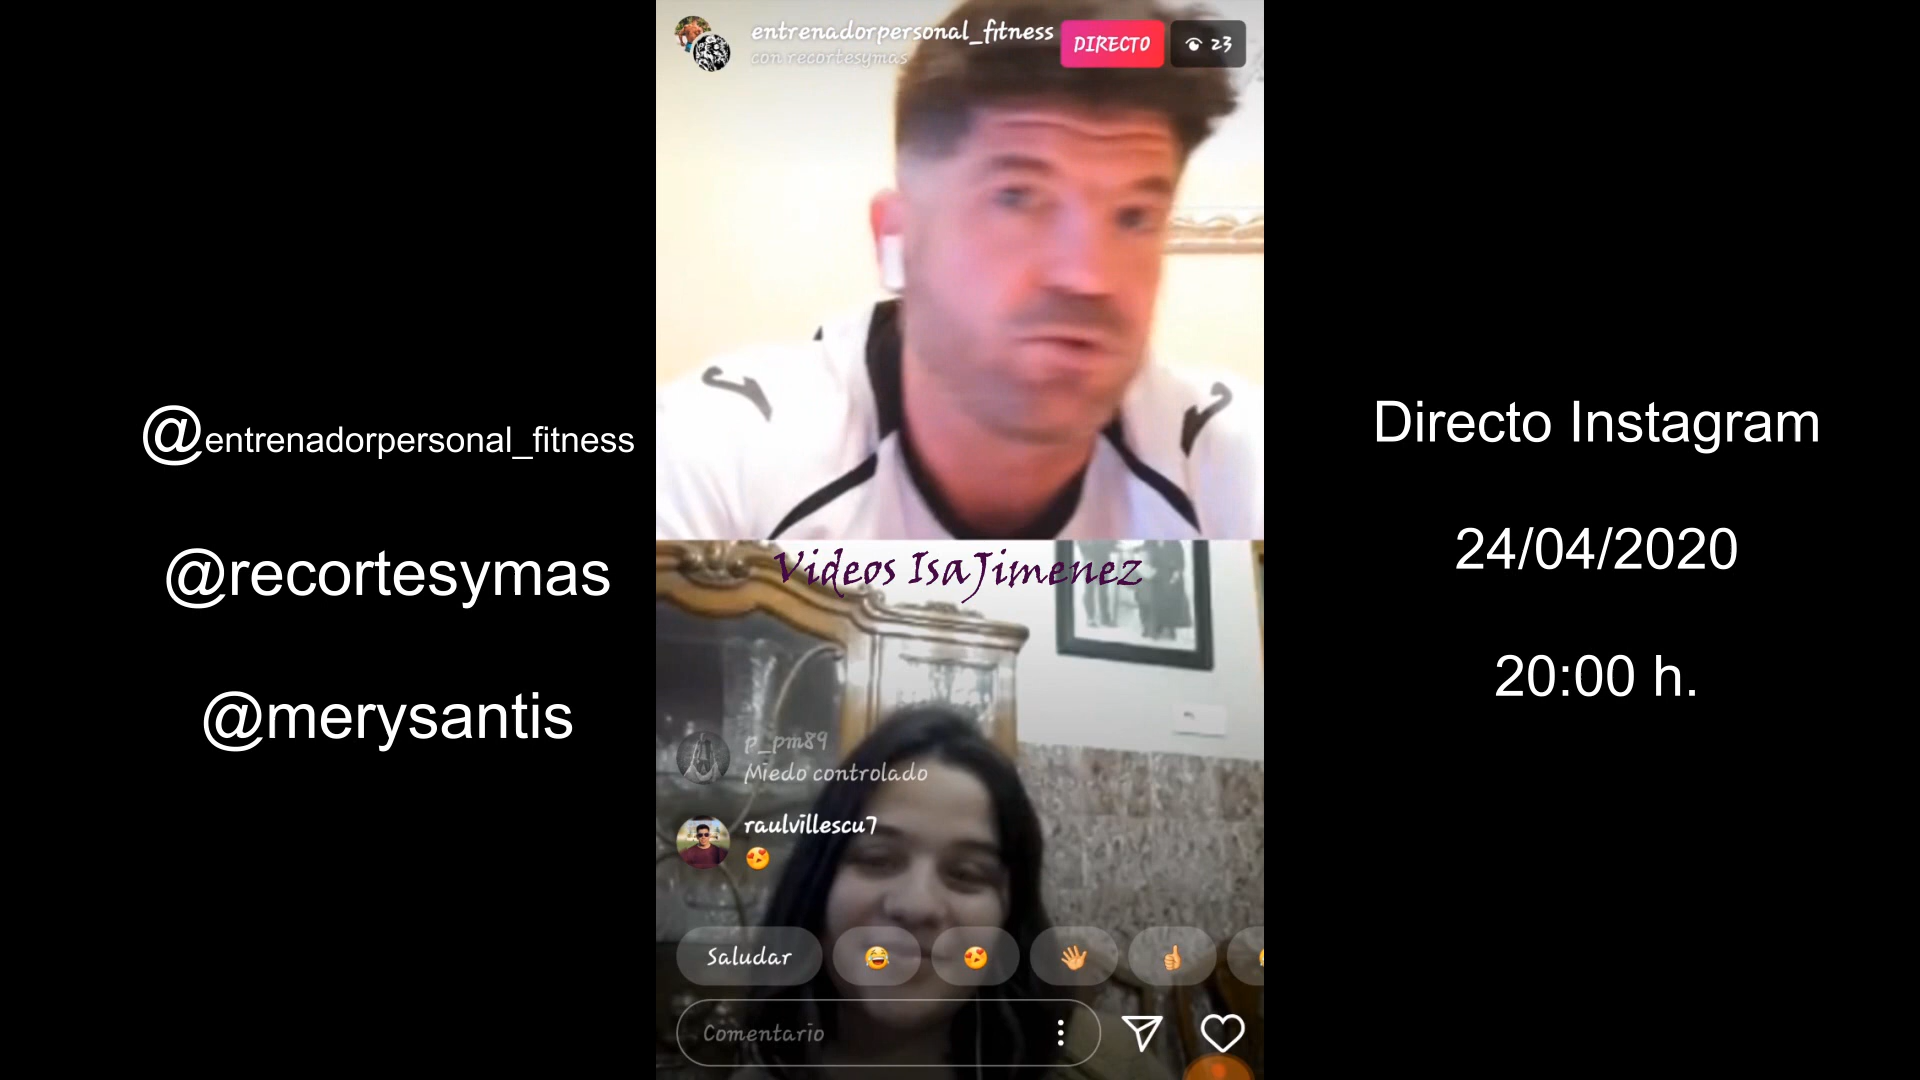 entrenadorpersonal_fitness
con recortesymas
DIRECTO
23
@entrenadorpersonal_fitness
@recortesymas
@merysantis
Videos IsaJimenez
p_pm89
Miedo controlado
raulvillescu7
Saludar
Comentario
Directo Instagram
24/04/2020
20:00 h.